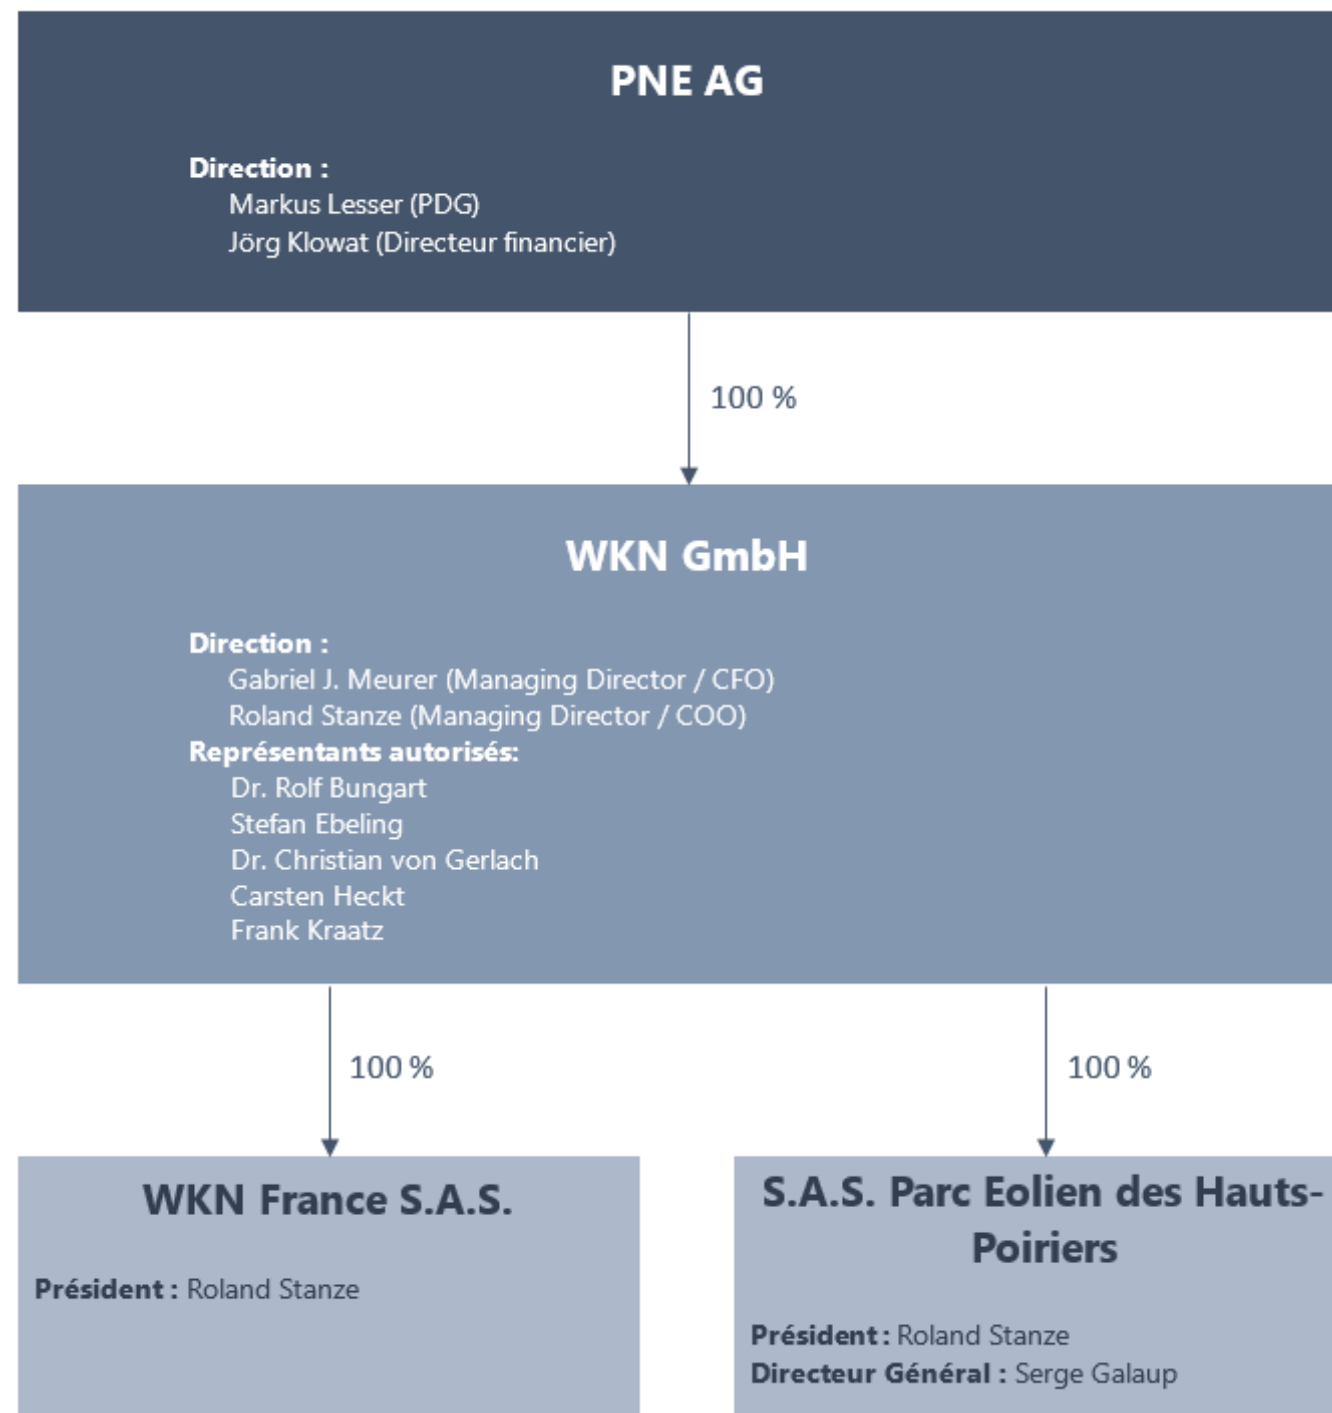 PNE AG
Direction :
Markus Lesser (PDG)
Jörg Klowat (Directeur financier)
100 %
WKN GmbH
Direction :
Gabriel J. Meurer (Managing Director / CFO)
Roland Stanze (Managing Director / COO)
Représentants autorisés:
Dr. Rolf Bungart
Stefan Ebeling
Dr. Christian von Gerlach
Carsten Heckt
Frank Kraatz
100 %
100 %
WKN France S.A.S.
Président : Roland Stanze
S.A.S. Parc Eolien des Hauts-
Poiriers
Président : Roland Stanze
Directeur Général : Serge Galaup